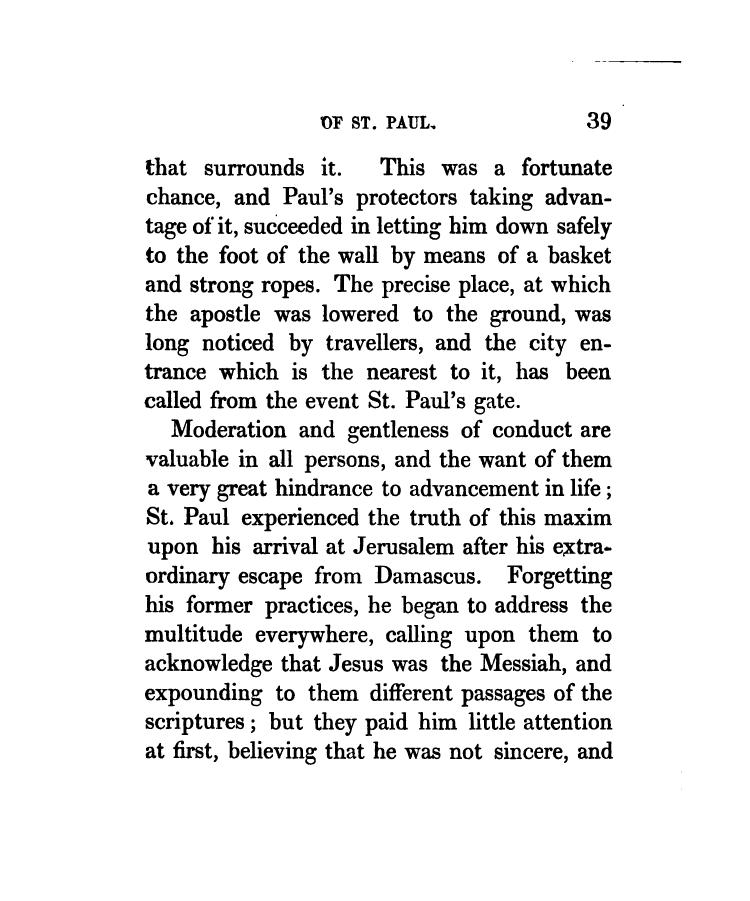 OF ST. PAUL. 39
that surrounds it. This was a fortunate
chance, and Paul's protectors taking advan-
tage of it, succeeded in letting him down safely
to the foot of the wall by means of a basket
and strong ropes. The precise place, at which
the apostle was lowered to the ground, was
long noticed by travellers, and the city en-
trance which is the nearest to it, has been
called from the event St. Paul's gate.
Moderation and gentleness of conduct are
valuable in all persons, and the want of them
a very great hindrance to advancement in life ;
St. Paul experienced the truth of this maxim
upon his arrival at Jerusalem after his extra-
ordinary escape from Damascus. Forgetting
his former practices, he began to address the
multitude everywhere, calling upon them to
acknowledge that Jesus was the Messiah, and
expounding to them different passages of the
scriptures ; but they paid him little attention
at first, believing that he was not sincere, and